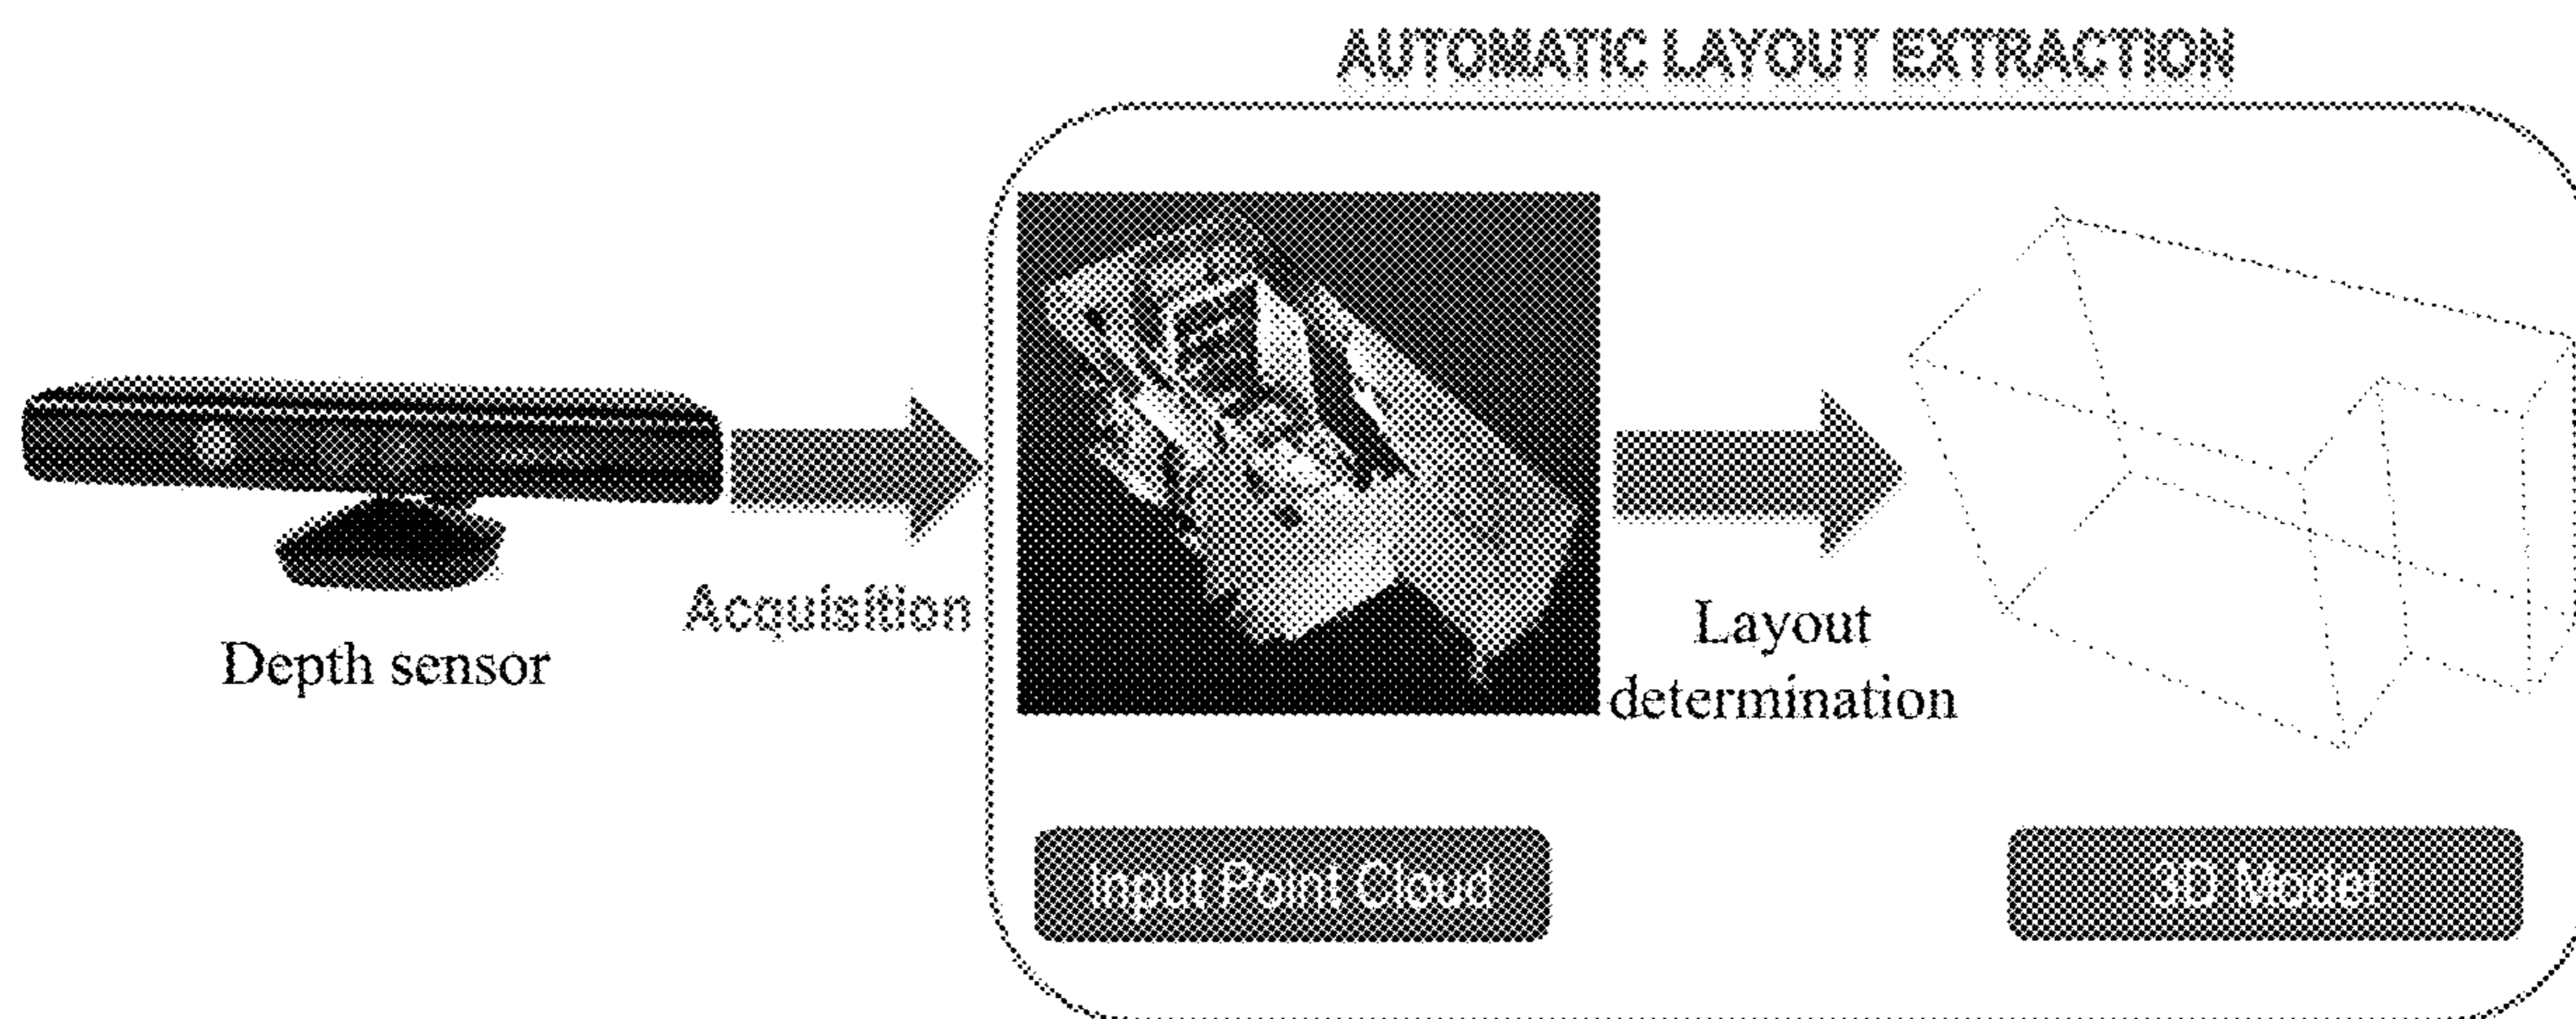 AUTOMATIC LAYOUT EXTRACTION
Acquisition
Depth sensor
Layout
determination
Input Point Cloud
3D Model